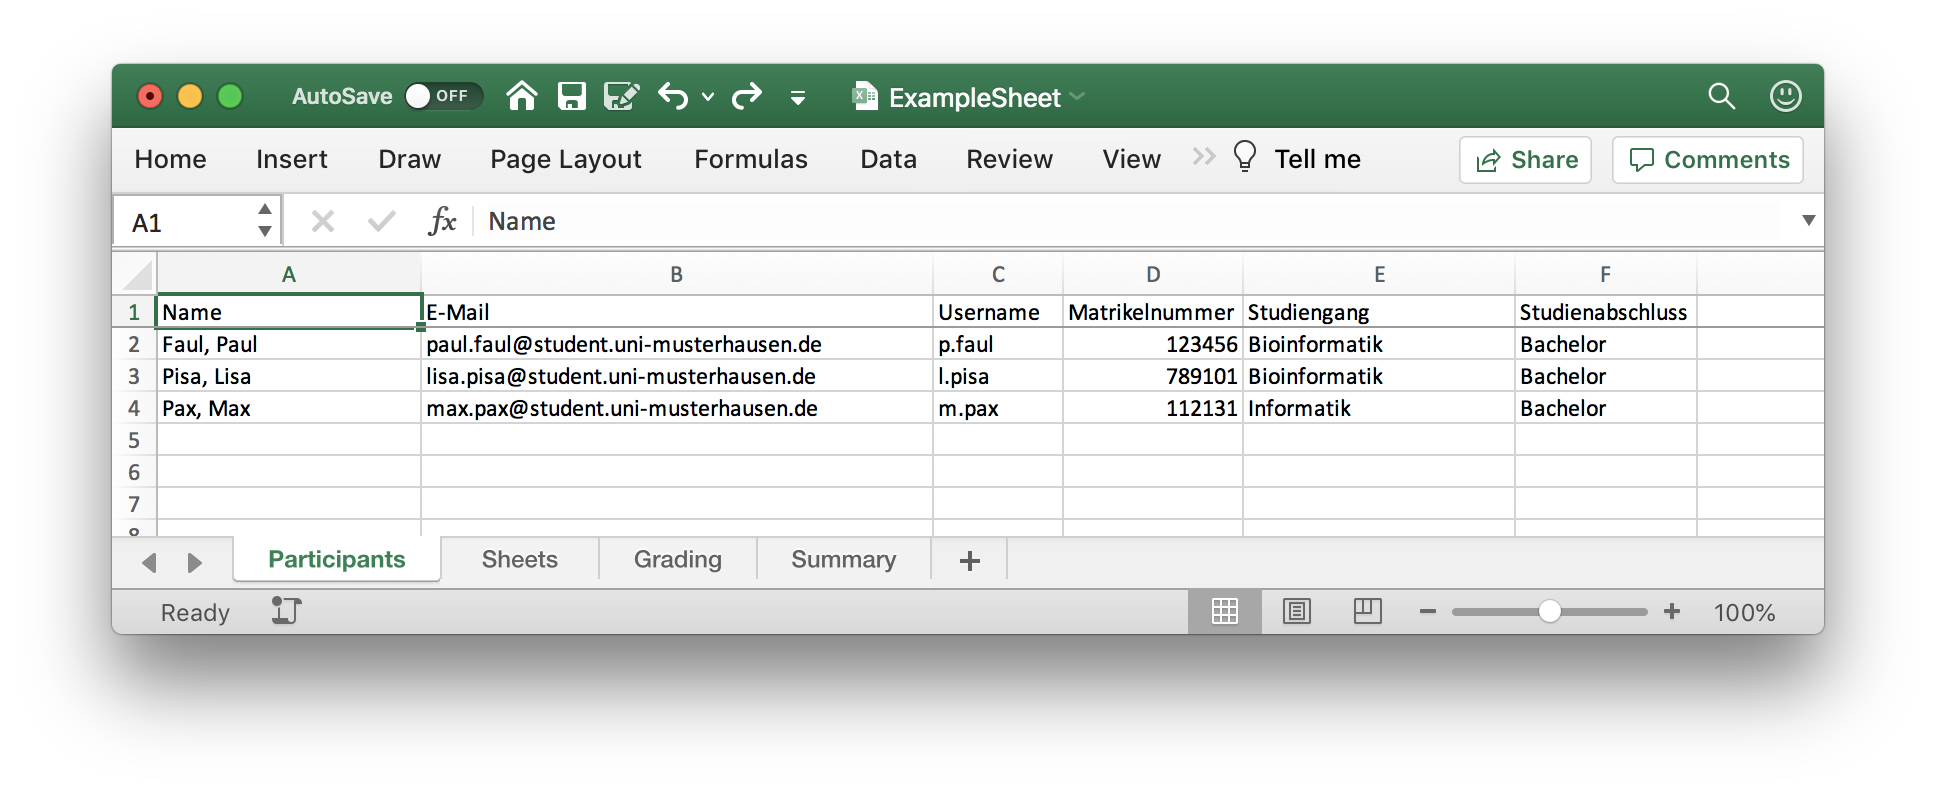 AutoSave OFF ExampleSheet
Home Insert Draw Page Layout Formulas Data Review View Tell me Share Comments
A1 fx Name
A B C D E F
1 Name E-Mail Username Matrikelnummer Studiengang Studienabschluss
2 Faul, Paul paul.faul@student.uni-musterhausen.de p.faul 123456 Bioinformatik Bachelor
3 Pisa, Lisa lisa.pisa@student.uni-musterhausen.de l.pisa 789101 Bioinformatik Bachelor
4 Pax, Max max.pax@student.uni-musterhausen.de m.pax 112131 Informatik Bachelor
5
6
7
8
Participants Sheets Grading Summary +
Ready 100%